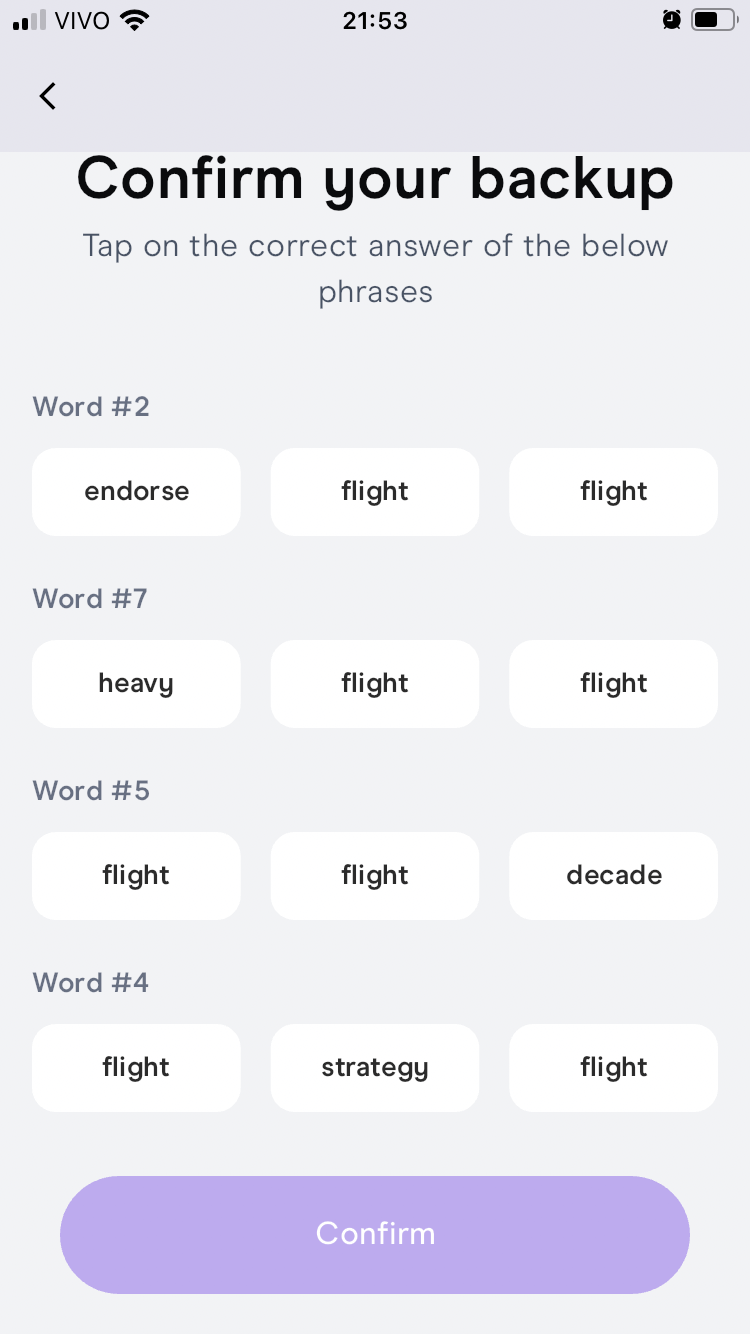 VIVO 21:53
Confirm your backup
Tap on the correct answer of the below
phrases
Word #2
endorse flight flight
Word #7
heavy flight flight
Word #5
flight flight decade
Word #4
flight strategy flight
Confirm